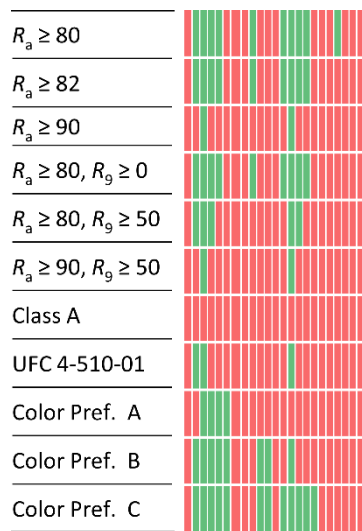 Ra ≥ 80
Ra ≥ 82
Ra ≥ 90
Ra ≥ 80, R9 ≥ 0
Ra ≥ 80, R9 ≥ 50
Ra ≥ 90, R9 ≥ 50
Class A
UFC 4-510-01
Color Pref. A
Color Pref. B
Color Pref. C